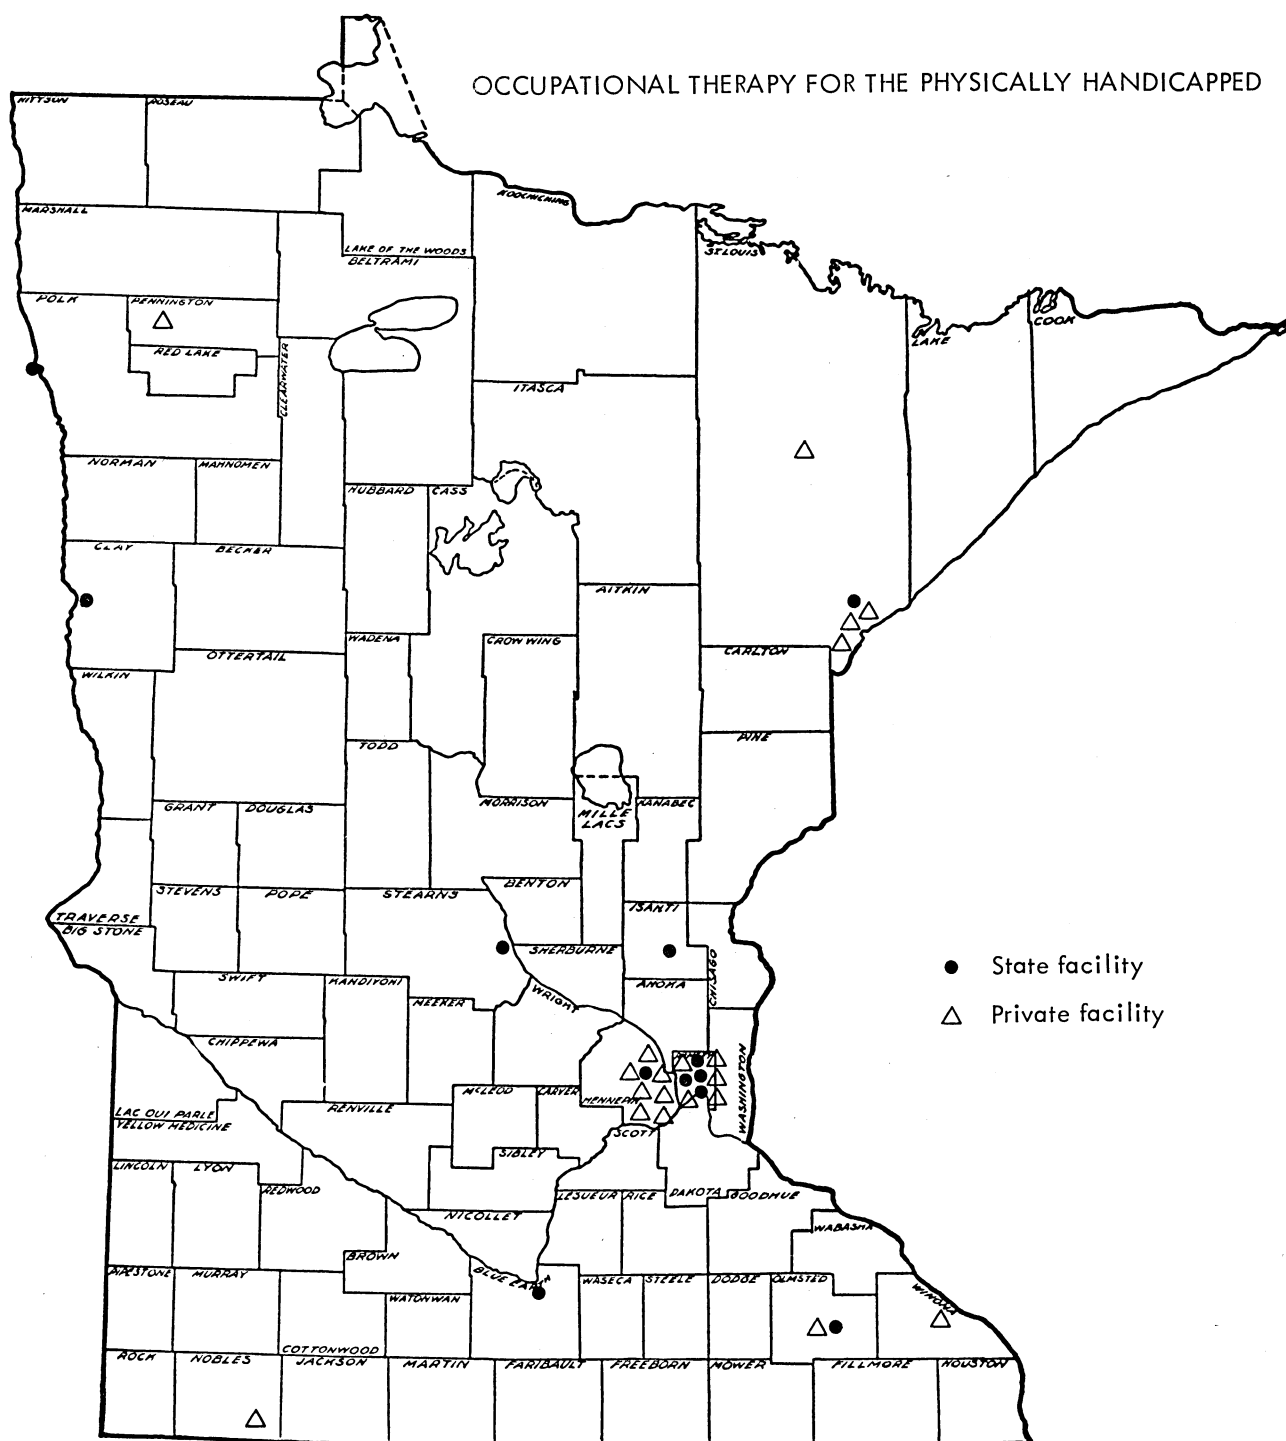 OCCUPATIONAL THERAPY FOR THE PHYSICALLY HANDICAPPED
KITTSON
ROSEAU
KOOCHICHING
MARSHALL
LAKE OF THE WOODS
BELTRAMI
ST. LOUIS
POLK
PENNINGTON
COOK
LAKE
RED LAKE
CLEARWATER
ITASCA
NORMAN
MAHNOMEN
HUBBARD
CASS
CLAY
BECKER
AITKIN
WADENA
CROW WING
OTTERTAIL
CARLTON
WILKIN
TODD
PINE
GRANT
DOUGLAS
MORRISON
MILLE
LACS
KANABEC
STEVENS
POPE
STEARNS
BENTON
ISANTI
TRAVERSE
BIG STONE
SHERBURNE
CHISAGO
State facility
SWIFT
KANDIYOHI
ANOKA
MEEKER
WRIGHT
Private facility
CHIPPEWA
WASHINGTON
McLEOD
CARVER
HENNEPIN
LAC QUI PARLE
RENVILLE
YELLOW MEDICINE
SCOTT
SIBLEY
LINCOLN
LYON
REDWOOD
LESUEUR
RICE
DAKOTA
GOODHUE
NICOLLET
WABASHA
BROWN
PIPESTONE
MURRAY
BLUE EARTH
WASECA
STEELE
DODGE
OLMSTED
WATONWAN
WINONA
COTTONWOOD
ROCK
NOBLES
JACKSON
MARTIN
FARIBAULT
FREEBORN
MOWER
FILLMORE
HOUSTON